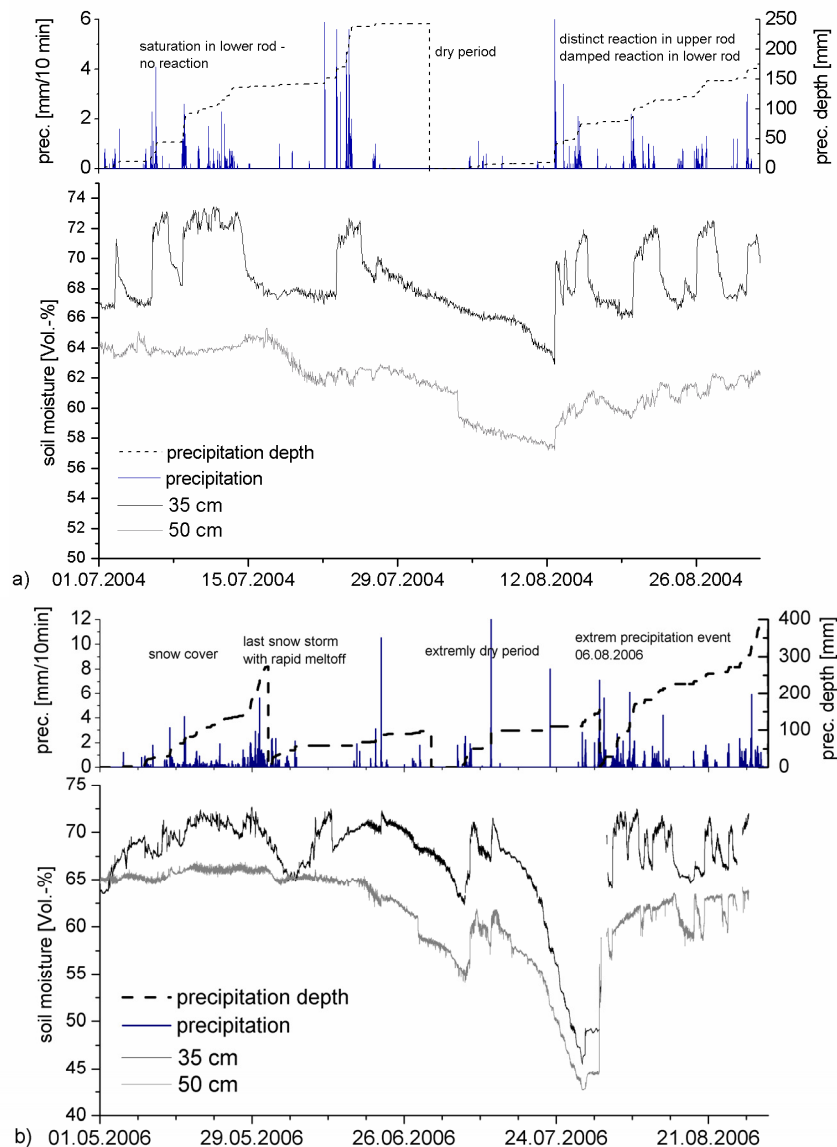 6
4
2
0
prec. [mm/10 min]
saturation in lower rod -
no reaction
dry period
distinct reaction in upper rod
damped reaction in lower rod
250
200
150
100
50
0
prec. depth [mm]
74
72
70
68
66
64
62
60
58
56
54
52
50
soil moisture [Vol.-%]
precipitation depth
precipitation
35 cm
50 cm
a)
01.07.2004 15.07.2004 29.07.2004 12.08.2004 26.08.2004
12
10
8
6
4
2
0
prec. [mm/10min]
snow cover
last snow storm
with rapid meltoff
extremly dry period
extrem precipitation event
06.08.2006
400
300
200
100
0
prec. depth [mm]
75
70
65
60
55
50
45
40
soil moisture [Vol.-%]
precipitation depth
precipitation
35 cm
50 cm
b)
01.05.2006 29.05.2006 26.06.2006 24.07.2006 21.08.2006